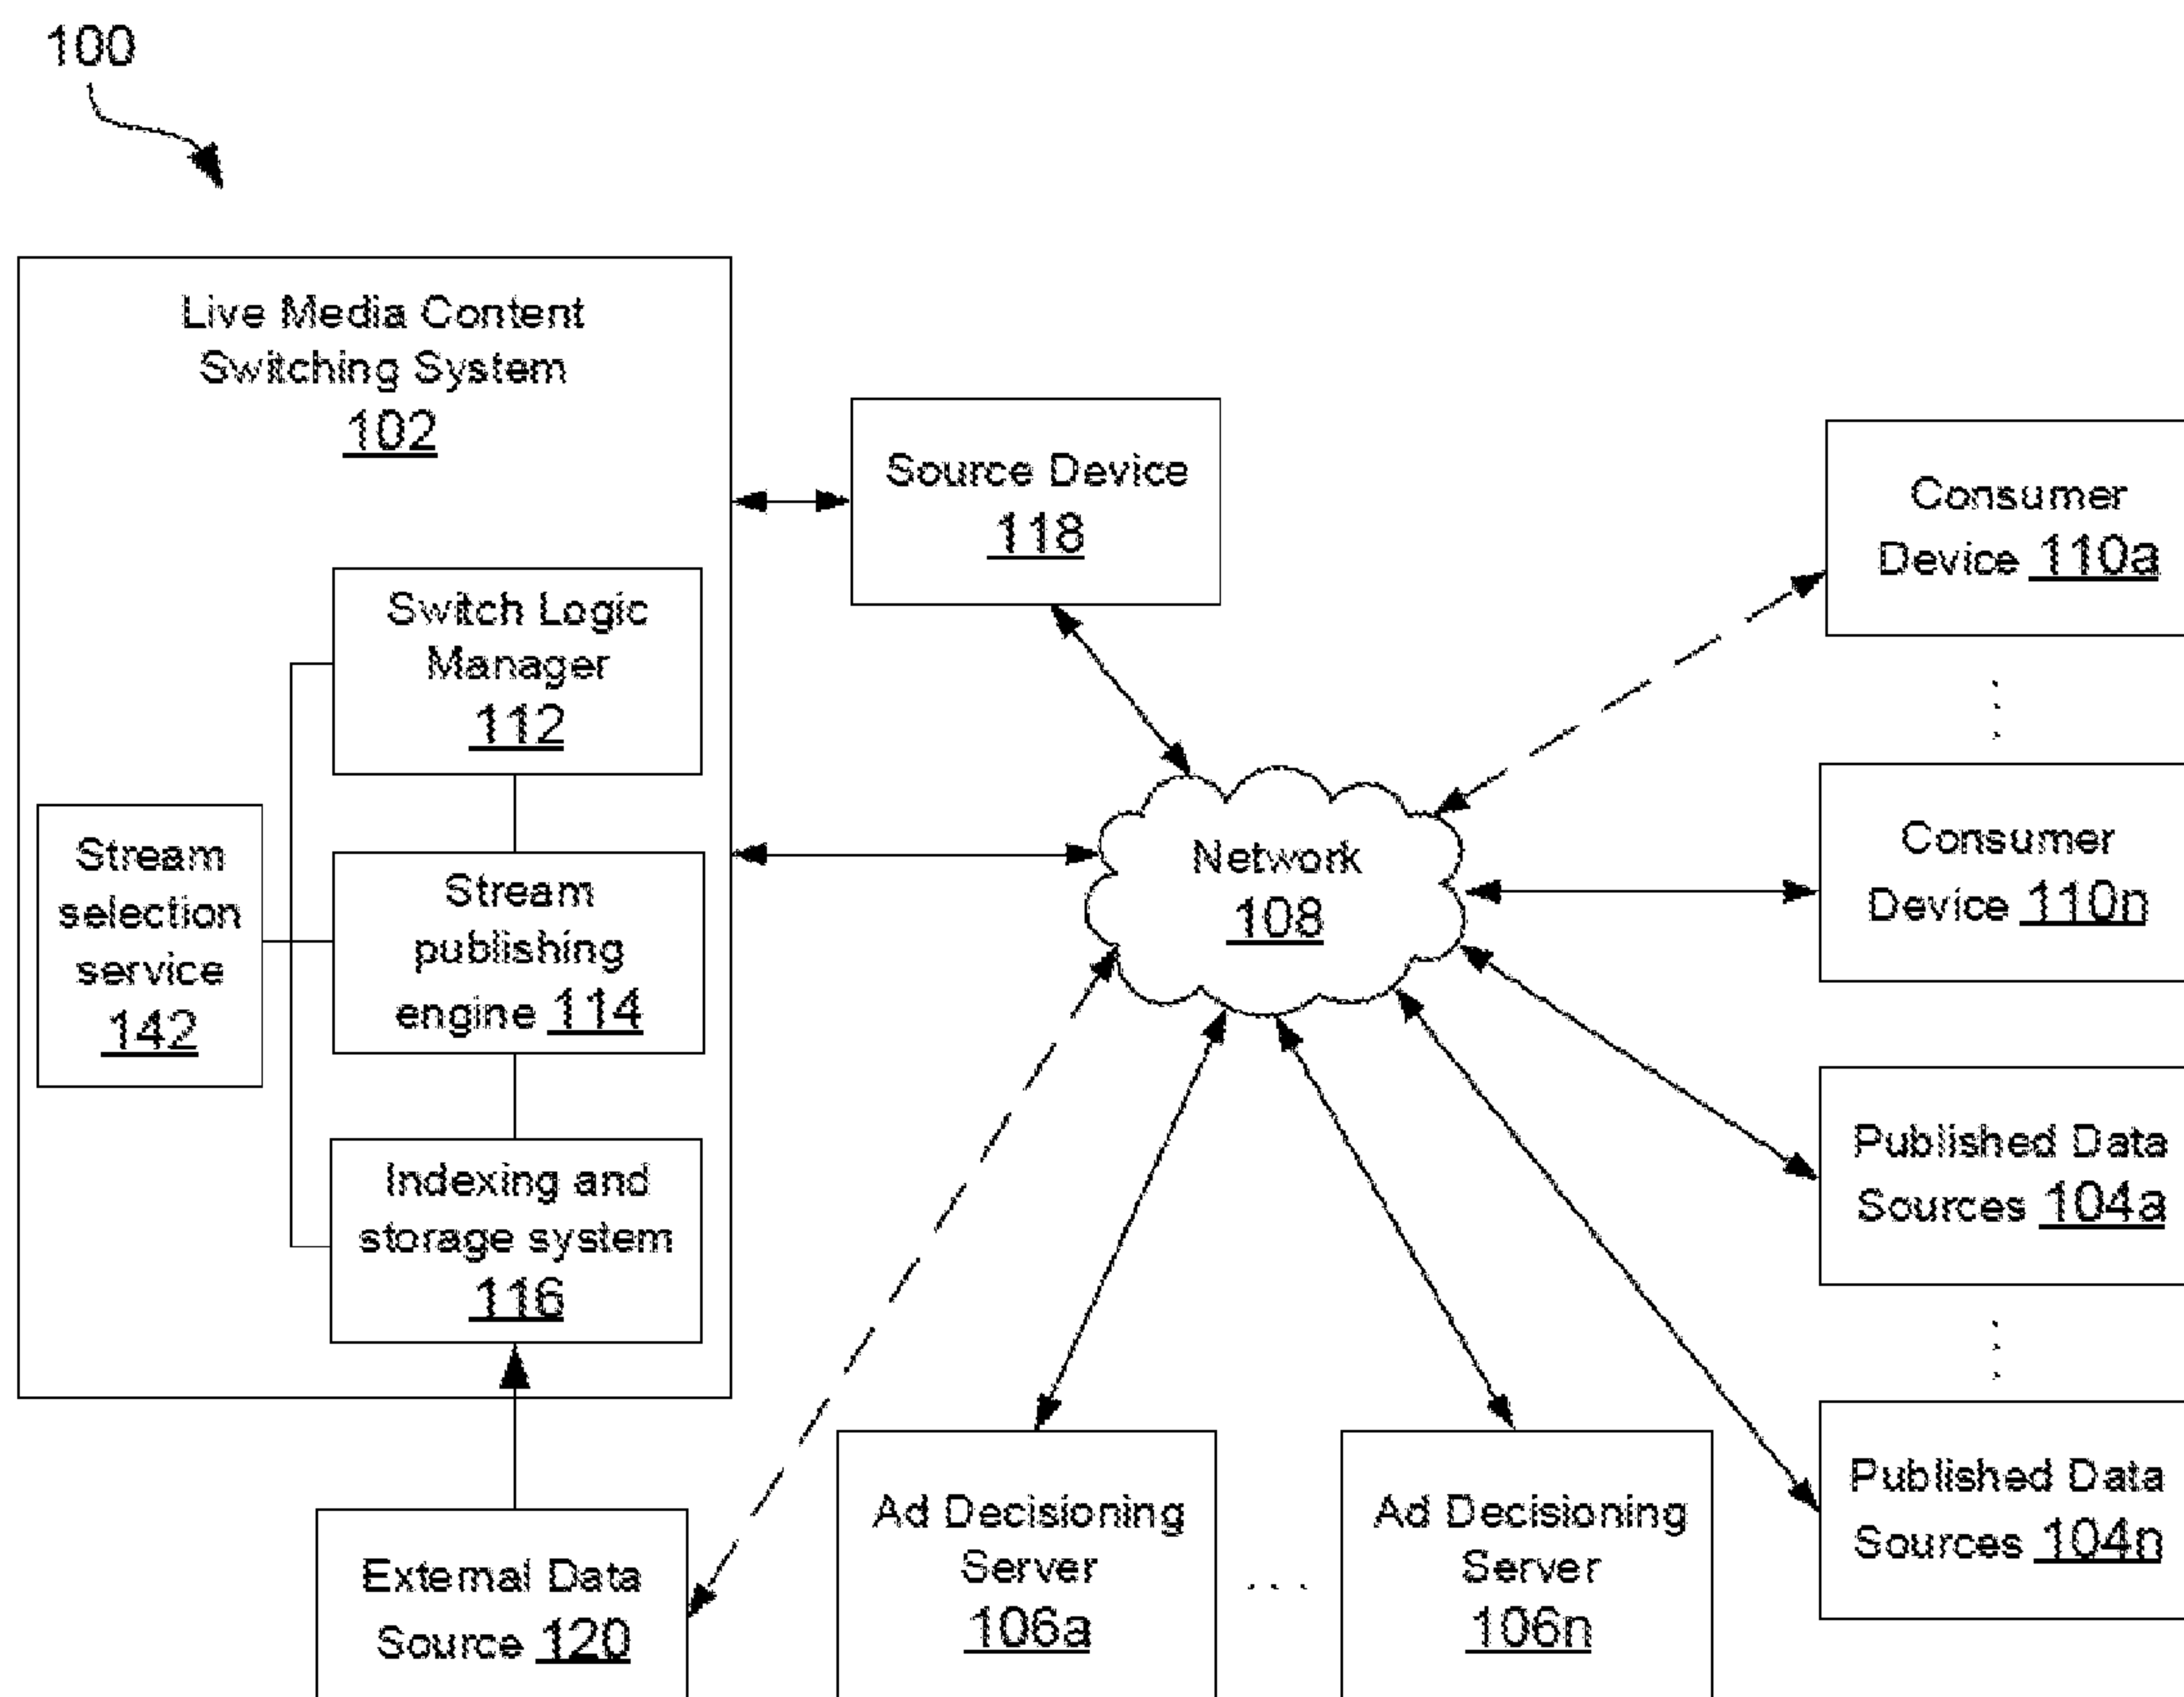 100
Live Media Content
Switching System
102
Source Device
118
Consumer
Device 110a
Switch Logic
Manager
112
Stream
selection
service
142
Stream
publishing
engine 114
Network
108
Consumer
Device 110n
Indexing and
storage system
116
Published Data
Sources 104a
External Data
Source 120
Ad Decisioning
Server
106a
. . .
Ad Decisioning
Server
106n
Published Data
Sources 104n